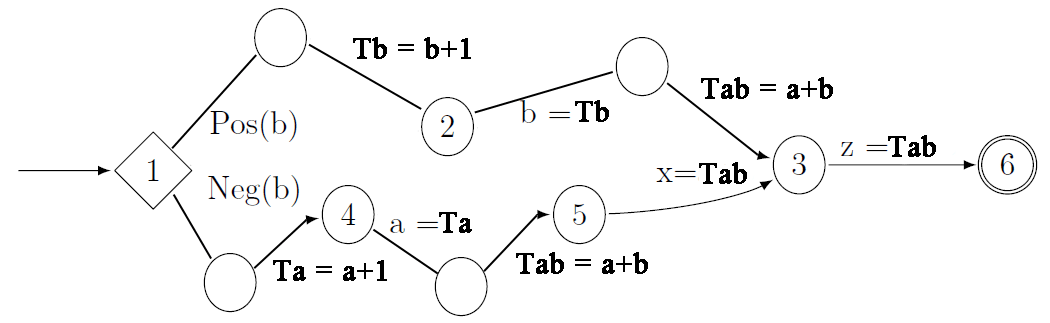 Tb = b+1
Tab = a+b
b =Tb
Pos(b)
2
1
3
z =Tab
6
x=Tab
Neg(b)
4
a =Ta
5
Ta = a+1
Tab = a+b